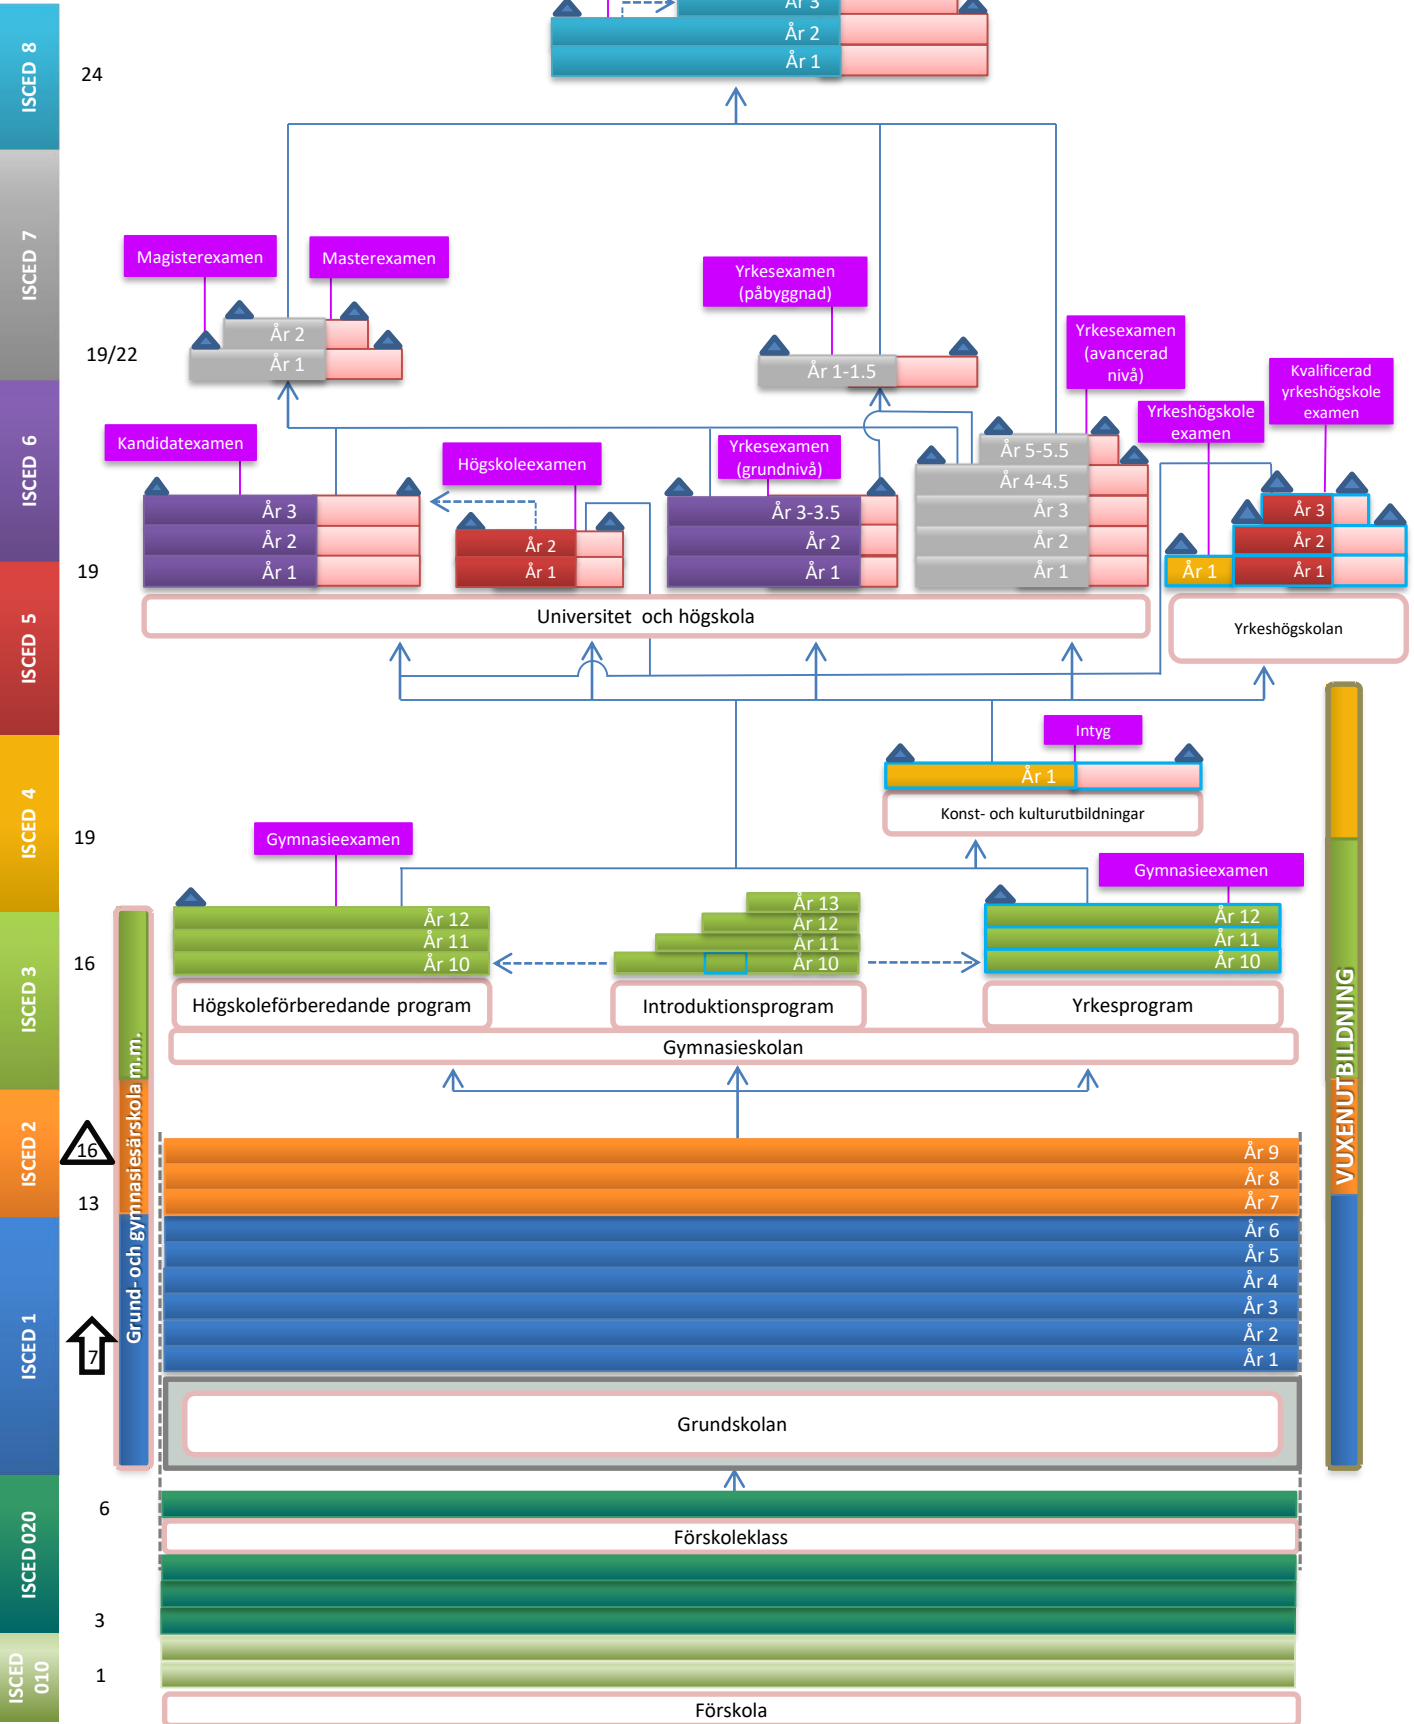 År 3
År 2
År 1
ISCED 8
24
ISCED 7
Magisterexamen
Masterexamen
År 2
År 1
Yrkesexamen
(påbyggnad)
År 1-1.5
19/22
Yrkesexamen
(avancerad
nivå)
Kvalificerad
yrkeshögskole
examen
Yrkeshögskole
examen
ISCED 6
Kandidatexamen
Högskoleexamen
Yrkesexamen
(grundnivå)
År 3
År 2
År 1
År 2
År 1
År 3-3.5
År 2
År 1
År 5-5.5
År 4-4.5
År 3
År 2
År 1
År 1
År 3
År 2
År 1
19
Universitet och högskola
Yrkeshögskolan
ISCED 5
Intyg
År 1
Konst- och kulturutbildningar
ISCED 4
19
Gymnasieexamen
Gymnasieexamen
År 12
År 11
År 10
År 13
År 12
År 11
År 10
År 12
År 11
År 10
ISCED 3
16
Högskoleförberedande program
Introduktionsprogram
Yrkesprogram
Gymnasieskolan
Grund- och gymnasiesärskola m.m.
VUXENUTBILDNING
ISCED 2
16
13
År 9
År 8
År 7
År 6
År 5
År 4
År 3
År 2
År 1
ISCED 1
7
Grundskolan
ISCED 020
6
Förskoleklass
3
ISCED
010
1
Förskola